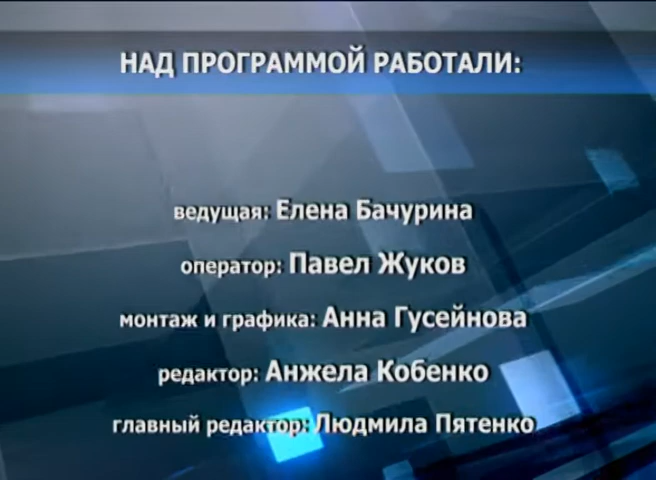 НАД ПРОГРАММОЙ РАБОТАЛИ:
ведущая: Елена Бачурина
оператор: Павел Жуков
монтаж и графика: Анна Гусейнова
редактор: Анжела Кобенко
главный редактор: Людмила Пятенко